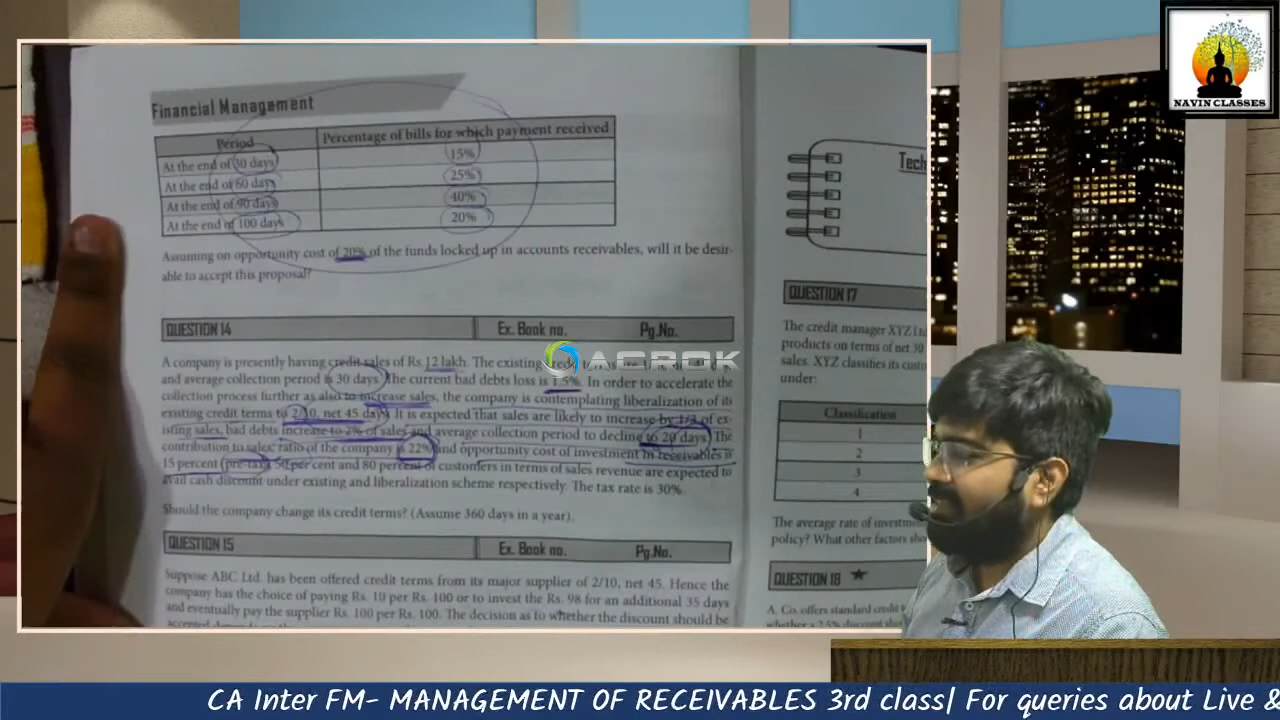 Financial Management
Period Percentage of bills for which payment received
At the end of 30 days 15%
At the end of 60 days 25%
At the end of 90 days 40%
At the end of 100 days 20%
Assuming on opportunity cost of 20% of the funds locked up in accounts receivables, will it be desir-
able to accept this proposal?
QUESTION 14 Ex. Book no. Pg.No.
A company is presently having credit sales of Rs. 12 lakh. The existing
and average collection period is 30 days. The current bad debts loss is 1.5%. In order to accelerate the
collection process further as also to increase sales, the company is contemplating liberalization of its
existing credit terms to 2/10, net 45 days. It is expected that sales are likely to increase by 1/3 of ex-
isting sales, bad debts increase to 2% of sales and average collection period to decline to 20 days. The
contribution to sales ratio of the company is 22% and opportunity cost of investment in receivables is
15 percent (pre-tax). 50 per cent and 80 percent of customers in terms of sales revenue are expected to
avail cash discount under existing and liberalization scheme respectively. The tax rate is 30%.
Should the company change its credit terms? (Assume 360 days in a year).
QUESTION 15 Ex. Book no. Pg.No.
Suppose ABC Ltd. has been offered credit terms from its major supplier of 2/10, net 45. Hence the
company has the choice of paying Rs. 10 per Rs. 100 or to invest the Rs. 98 for an additional 35 days
and eventually pay the supplier Rs. 100 per Rs. 100. The decision as to whether the discount should be
Tech
QUESTION 17
The credit manager XYZ
products on terms of net 30
sales. XYZ classifies its
under:
Classification
1
2
3
4
The average rate of
policy? What other factors
QUESTION 18 ★
A. Co. offers standard credit
whether a 2.5% discount
ACROK
NAVIN CLASSES
CA Inter FM- MANAGEMENT OF RECEIVABLES 3rd class| For queries about Live &